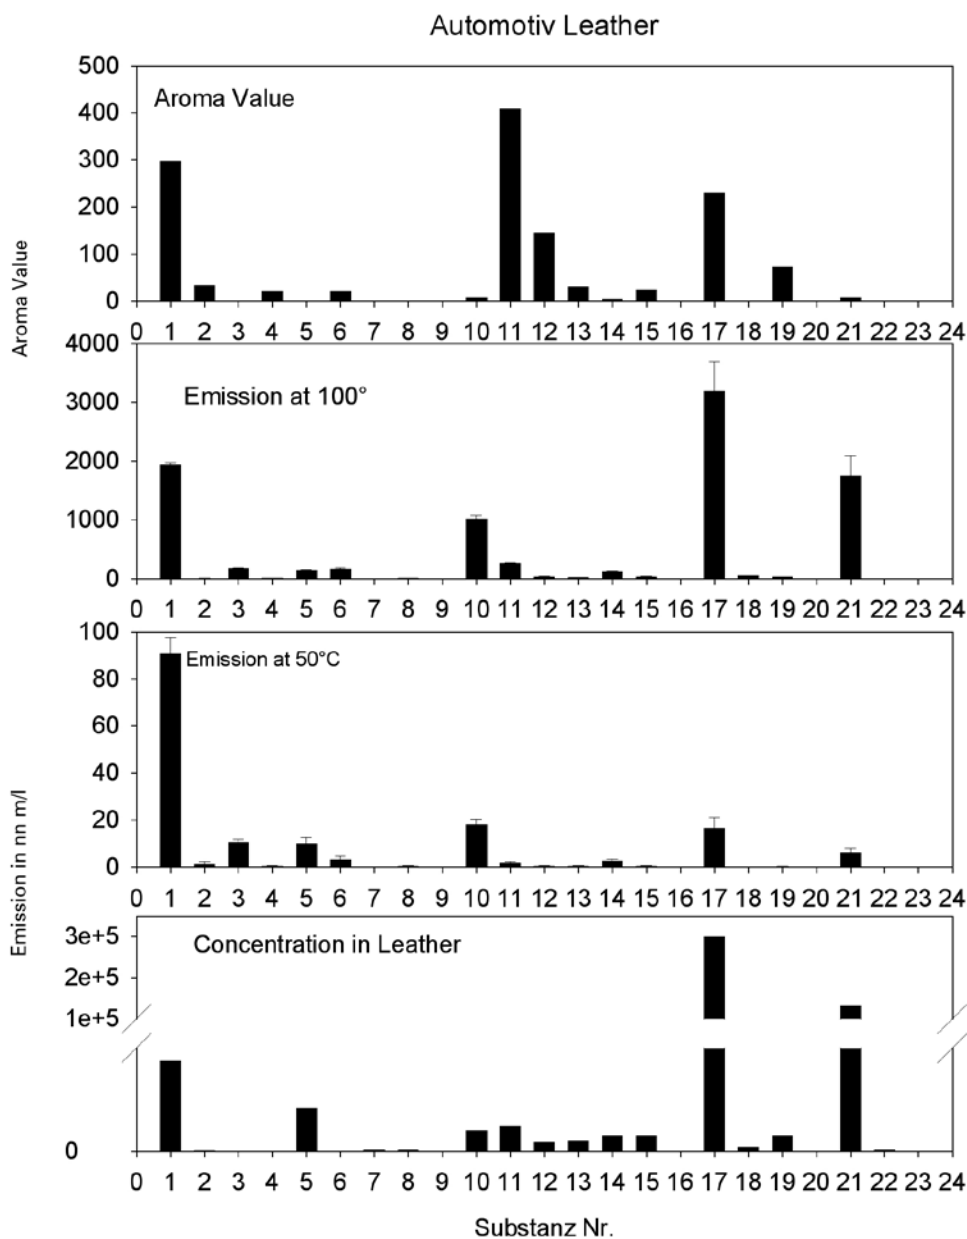 Automotiv Leather
Aroma Value
Aroma Value
500
400
300
200
100
0
0 1 2 3 4 5 6 7 8 9 10 11 12 13 14 15 16 17 18 19 20 21 22 23 24
Emission at 100°
4000
3000
2000
1000
0
0 1 2 3 4 5 6 7 8 9 10 11 12 13 14 15 16 17 18 19 20 21 22 23 24
Emission in nn m/l
Emission at 50°C
100
80
60
40
20
0
0 1 2 3 4 5 6 7 8 9 10 11 12 13 14 15 16 17 18 19 20 21 22 23 24
Concentration in Leather
3e+5
2e+5
1e+5
0
0 1 2 3 4 5 6 7 8 9 10 11 12 13 14 15 16 17 18 19 20 21 22 23 24
Substanz Nr.